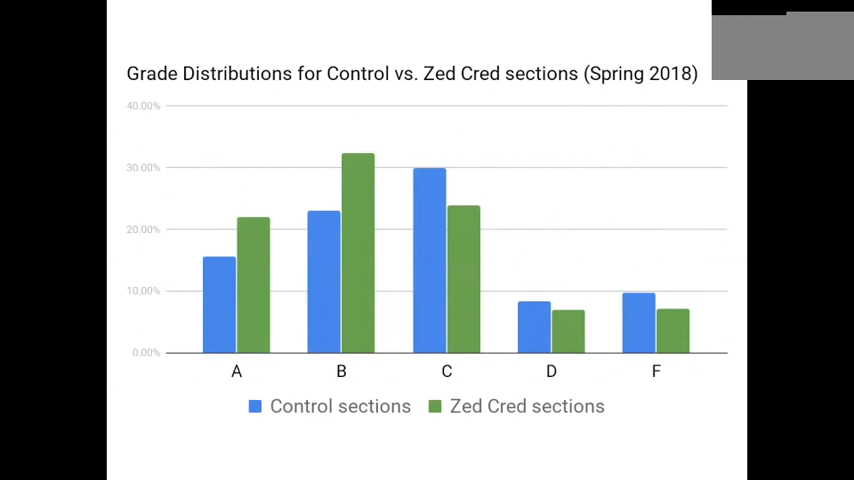 Grade Distributions for Control vs. Zed Cred sections (Spring 2018)
40.00%
30.00%
20.00%
10.00%
0.00%
A B C D F
Control sections Zed Cred sections